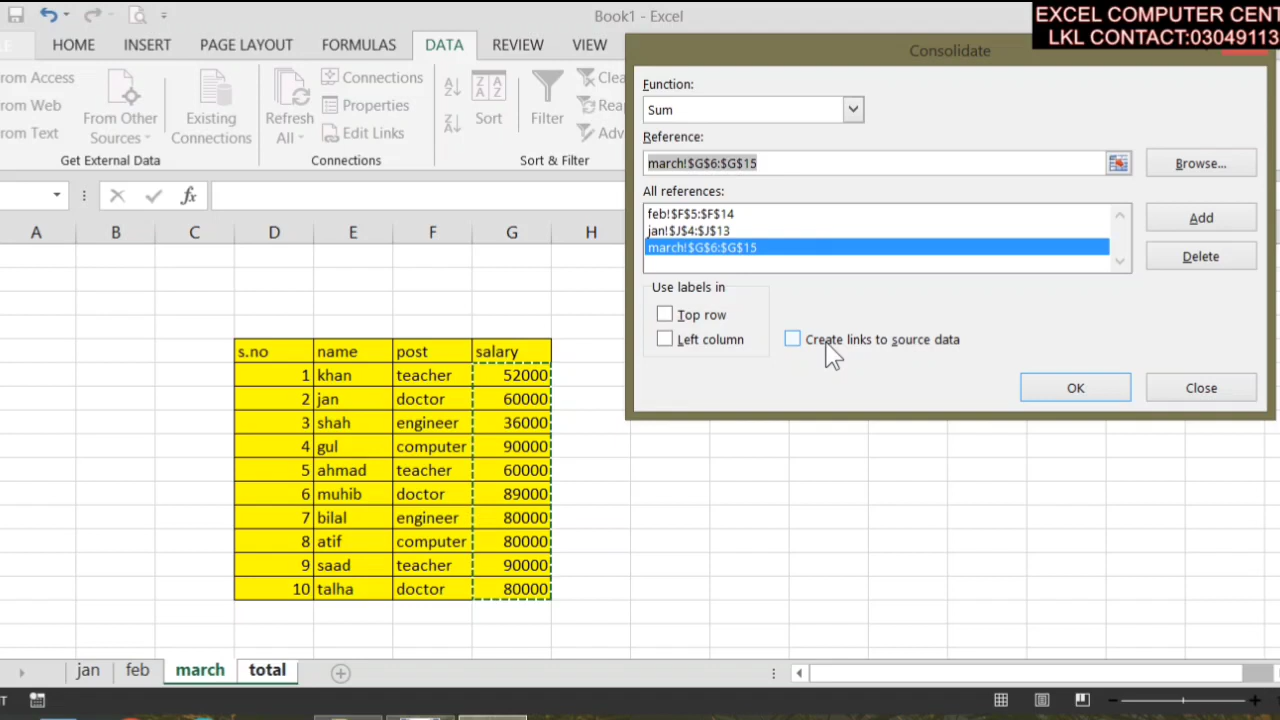 Book1 - Excel
EXCEL COMPUTER CENT
LKL CONTACT:03049113
HOME INSERT PAGE LAYOUT FORMULAS DATA REVIEW VIEW
From Access
From Web
From Text
From Other
Sources
Existing
Connections
Get External Data
Refresh
All
Connections
Properties
Edit Links
Connections
Sort
Filter
Clea
Reap
Adv
Sort & Filter
Consolidate
Function:
Sum
Reference:
march!$G$6:$G$15
Browse...
All references:
feb!$F$5:$F$14
jan!$J$4:$J$13
march!$G$6:$G$15
Add
Delete
Use labels in
Top row
Left column
Create links to source data
OK
Close
fx
A B C D E F G H
s.no name post salary
1 khan teacher 52000
2 jan doctor 60000
3 shah engineer 36000
4 gul computer 90000
5 ahmad teacher 60000
6 muhib doctor 89000
7 bilal engineer 80000
8 atif computer 80000
9 saad teacher 90000
10 talha doctor 80000
jan feb march total